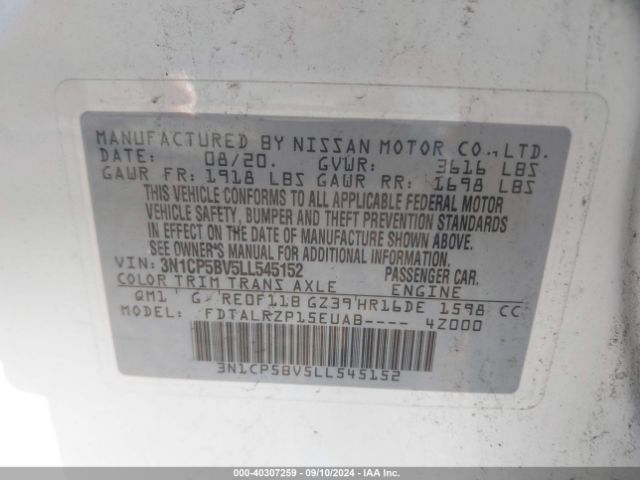 MANUFACTURED BY NISSAN MOTOR CO., LTD.
DATE: 08/20. GVWR: 3616 LBS
GAWR FR: 1918 LBS GAWR RR: 1698 LBS
THIS VEHICLE CONFORMS TO ALL APPLICABLE FEDERAL MOTOR
VEHICLE SAFETY, BUMPER AND THEFT PREVENTION STANDARDS
IN EFFECT ON THE DATE OF MANUFACTURE SHOWN ABOVE.
SEE OWNER'S MANUAL FOR ADDITIONAL INFORMATION.
VIN: 3N1CP5BV5LL545152 PASSENGER CAR.
COLOR TRIM TRANS AXLE ENGINE
QM1 G RE0F11B GZ39 HR16DE 1598 CC
MODEL: FDTALRZP15EUAB---- 4Z000
3N1CP5BV5LL545152
000-40307259 - 09/10/2024 - IAA Inc.